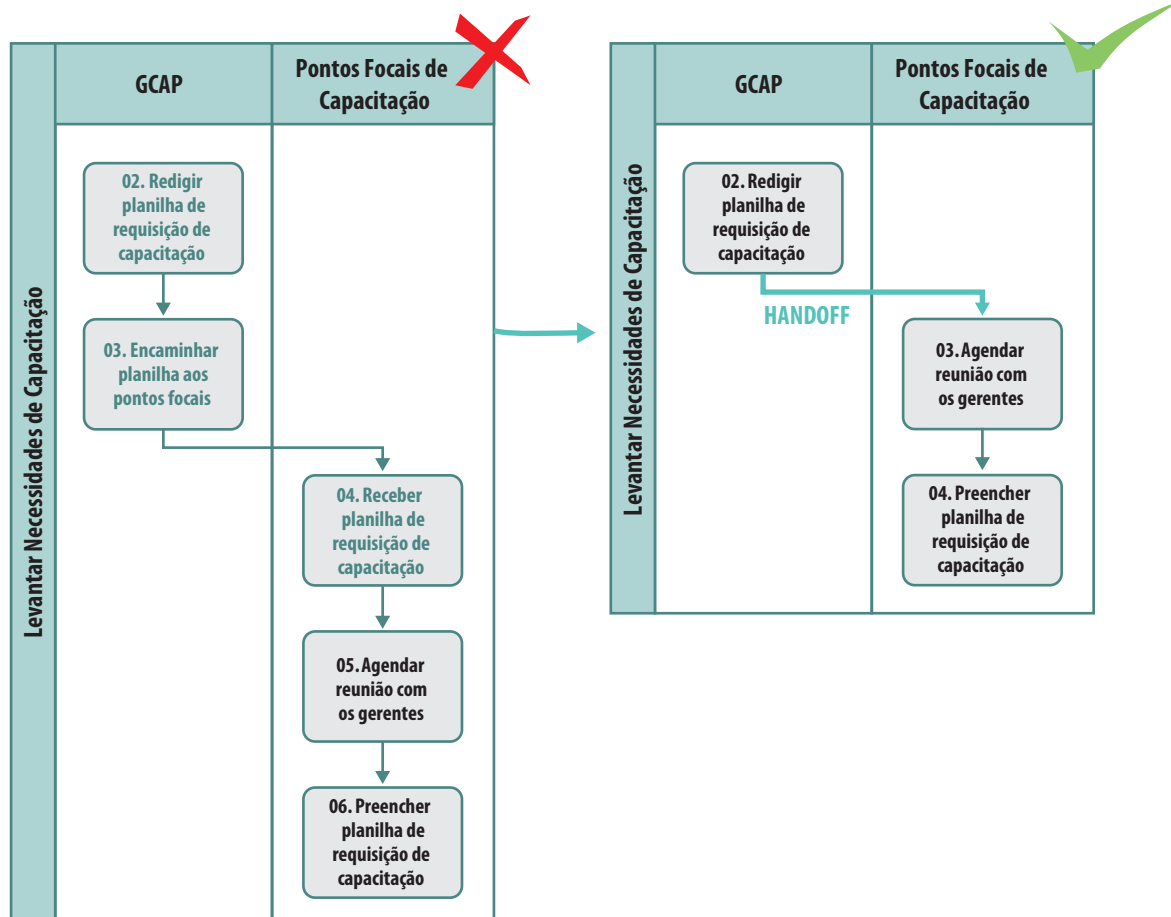 Levantar Necessidades de Capacitação
GCAP
Pontos Focais de
Capacitação
02. Redigir
planilha de
requisição de
capacitação
03. Encaminhar
planilha aos
pontos focais
04. Receber
planilha de
requisição de
capacitação
05. Agendar
reunião com
os gerentes
06. Preencher
planilha de
requisição de
capacitação
Levantar Necessidades de Capacitação
GCAP
Pontos Focais de
Capacitação
02. Redigir
planilha de
requisição de
capacitação
HANDOFF
03. Agendar
reunião com
os gerentes
04. Preencher
planilha de
requisição de
capacitação